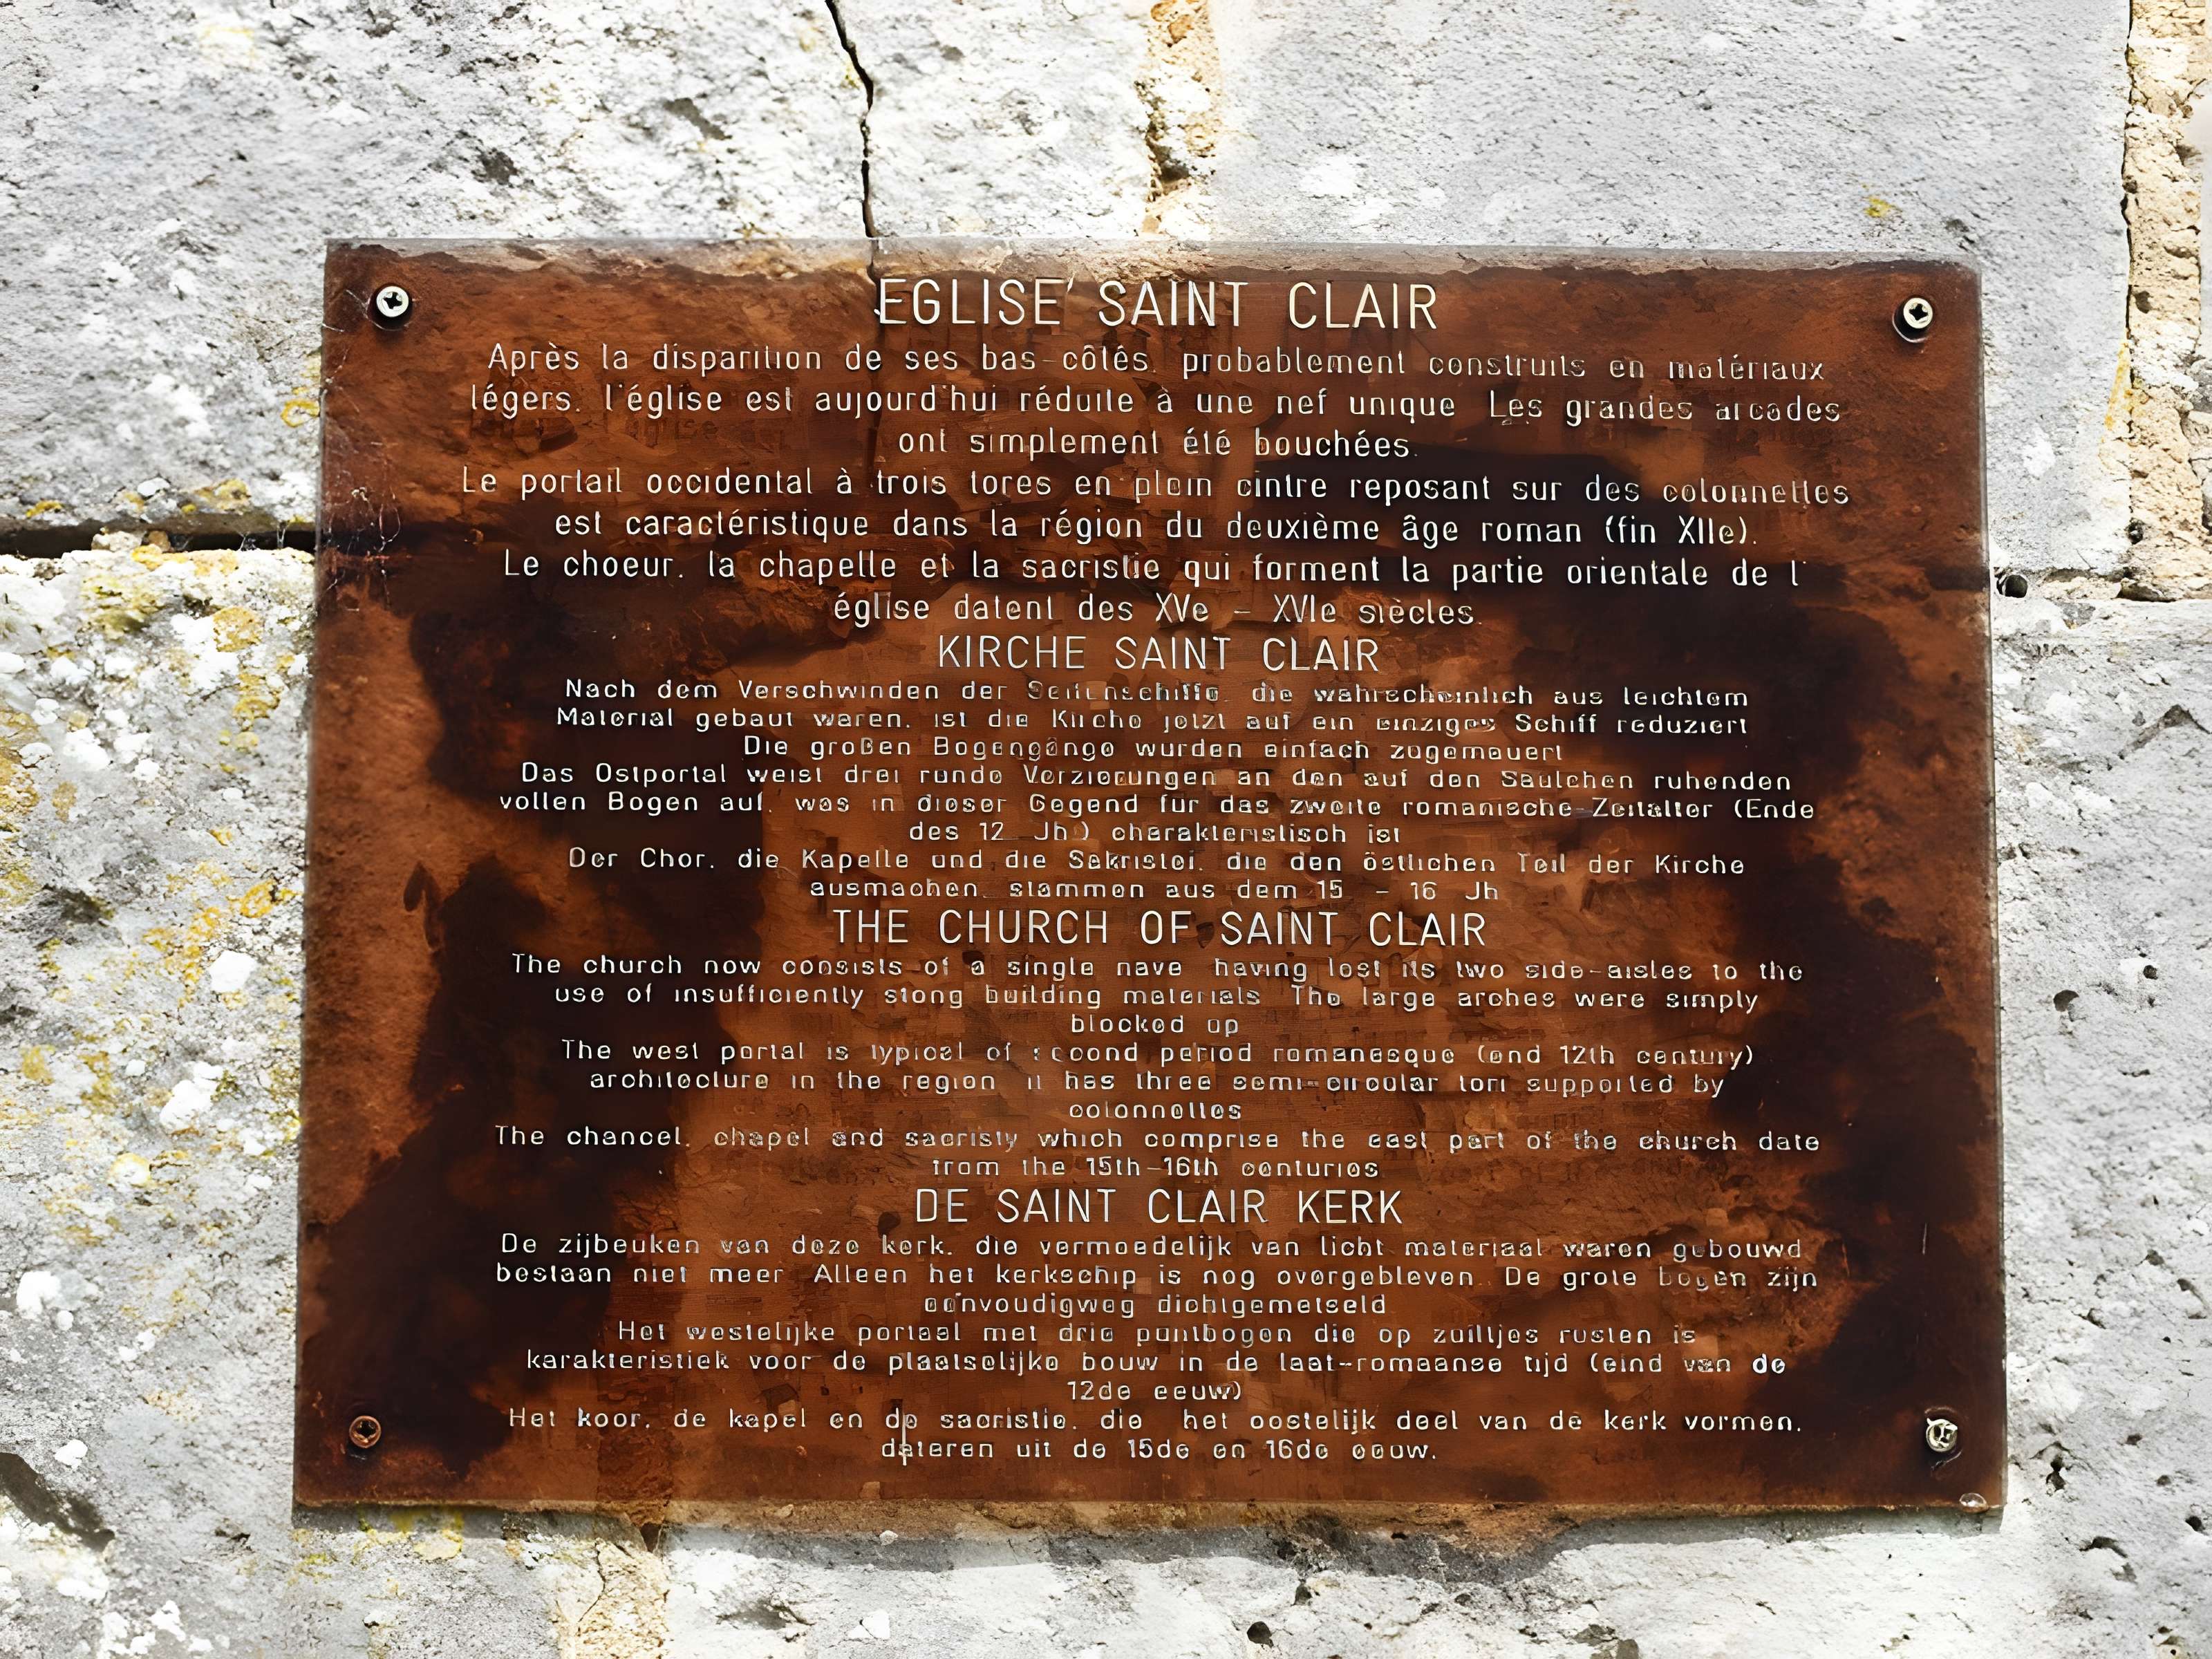 EGLISE SAINT CLAIR
Après la disparition de ses bas-côtés, probablement construits en matériaux
légers, l'église est aujourd'hui réduite à une nef unique Les grandes arcades
ont simplement été bouchées.
Le portail occidental à trois tores en plein cintre reposant sur des colonnettes
est caractéristique dans la région du deuxième âge roman (fin XIIe).
Le choeur, la chapelle et la sacristie qui forment la partie orientale de l'
église datent des XVe - XVIe siècles.
KIRCHE SAINT CLAIR
Nach dem Verschwinden der Seitenschiffe, die wahrscheinlich aus leichtem
Material gebaut waren, ist die Kirche jetzt auf ein einziges Schiff reduziert
Die großen Bogengänge wurden einfach zugemauert
Das Ostportal weist drei runde Verzierungen an den auf den Säulchen ruhenden
vollen Bogen auf, was in dieser Gegend für das zweite romanische Zeitalter (Ende
des 12 Jh) charakteristisch ist
Der Chor, die Kapelle und die Sakristei, die den östlichen Teil der Kirche
ausmachen, stammen aus dem 15 - 16 Jh
THE CHURCH OF SAINT CLAIR
The church now consists of a single nave having lost its two side-aisles to the
use of insufficiently stong building materials The large arches were simply
blocked up
The west portal is typical of second period romanesque (end 12th century)
architecture in the region it has three semi-circular tori supported by
colonnettes
The chancel, chapel and sacristy which comprise the east part of the church date
from the 15th-16th centuries
DE SAINT CLAIR KERK
De zijbeuken van deze kerk, die vermoedelijk van licht materiaal waren gebouwd
bestaan niet meer Alleen het kerkschip is nog overgebleven. De grote bogen zijn
eenvoudigweg dichtgemetseld
Het westelijke portaal met drie puntbogen die op zuiltjes rusten is
karakteristiek voor de plaatselijke bouw in de laat-romaanse tijd (eind van de
12de eeuw)
Het koor, de kapel en de sacristie, die het oostelijk deel van de kerk vormen,
dateren uit de 15de en 16de eeuw.